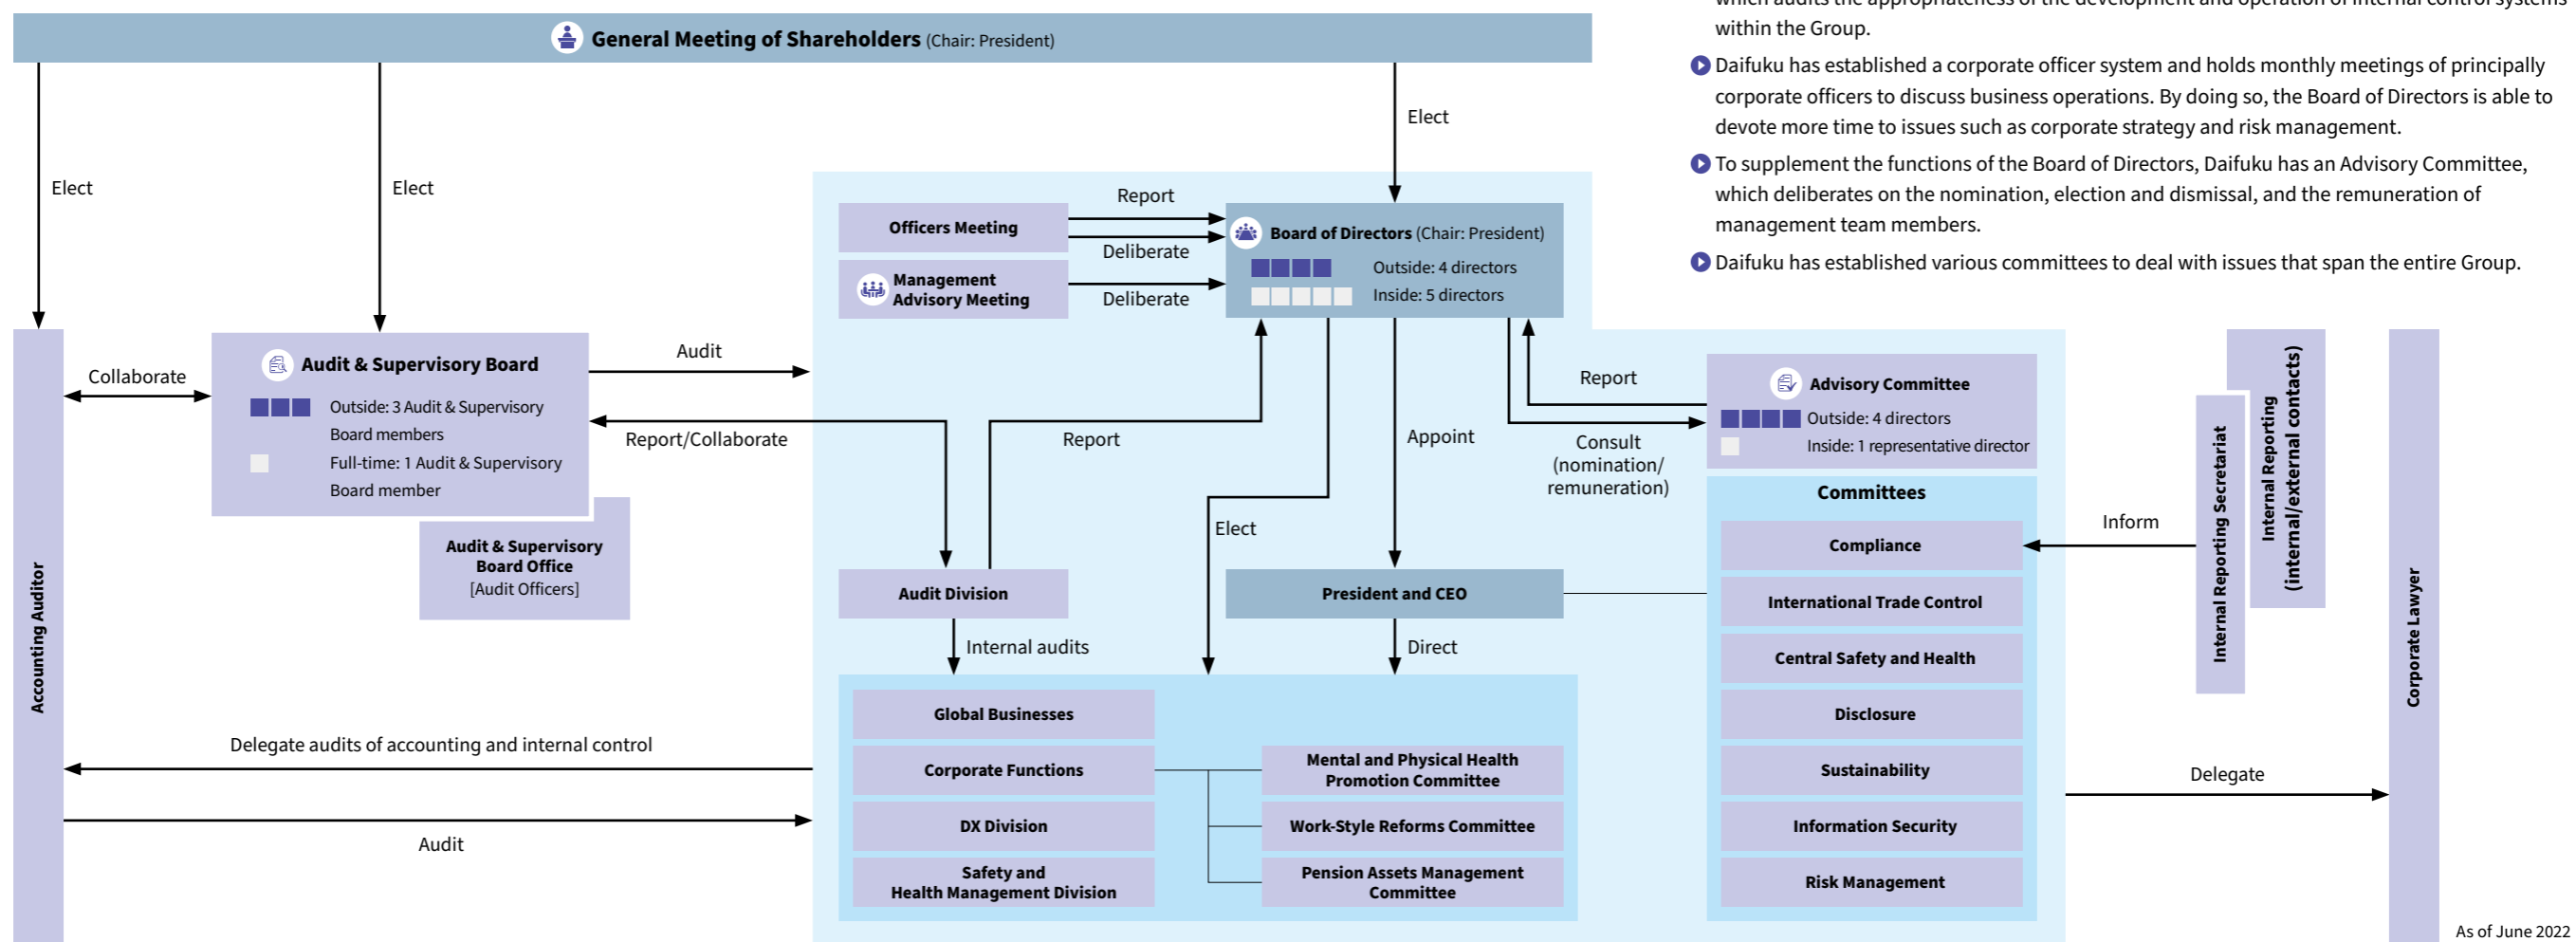 which audits the appropriateness of the development and operation of internal control systems
within the Group.
Daifuku has established a corporate officer system and holds monthly meetings of principally
corporate officers to discuss business operations. By doing so, the Board of Directors is able to
devote more time to issues such as corporate strategy and risk management.
To supplement the functions of the Board of Directors, Daifuku has an Advisory Committee,
which deliberates on the nomination, election and dismissal, and the remuneration of
management team members.
Daifuku has established various committees to deal with issues that span the entire Group.
General Meeting of Shareholders (Chair: President)
Elect
Elect
Elect
Officers Meeting
Report
Deliberate
Management
Advisory Meeting
Deliberate
Board of Directors (Chair: President)
Outside: 4 directors
Inside: 5 directors
Accounting Auditor
Collaborate
Audit & Supervisory Board
Outside: 3 Audit & Supervisory
Board members
Full-time: 1 Audit & Supervisory
Board member
Audit & Supervisory
Board Office
[Audit Officers]
Audit
Report/Collaborate
Report
Elect
Appoint
Report
Consult
(nomination/
remuneration)
Advisory Committee
Outside: 4 directors
Inside: 1 representative director
Audit Division
Internal audits
President and CEO
Direct
Global Businesses
Corporate Functions
DX Division
Safety and
Health Management Division
Mental and Physical Health
Promotion Committee
Work-Style Reforms Committee
Pension Assets Management
Committee
Committees
Compliance
International Trade Control
Central Safety and Health
Disclosure
Sustainability
Information Security
Risk Management
Inform
Internal Reporting Secretariat
Internal Reporting
(internal/external contacts)
Delegate
Corporate Lawyer
Delegate audits of accounting and internal control
Audit
As of June 2022